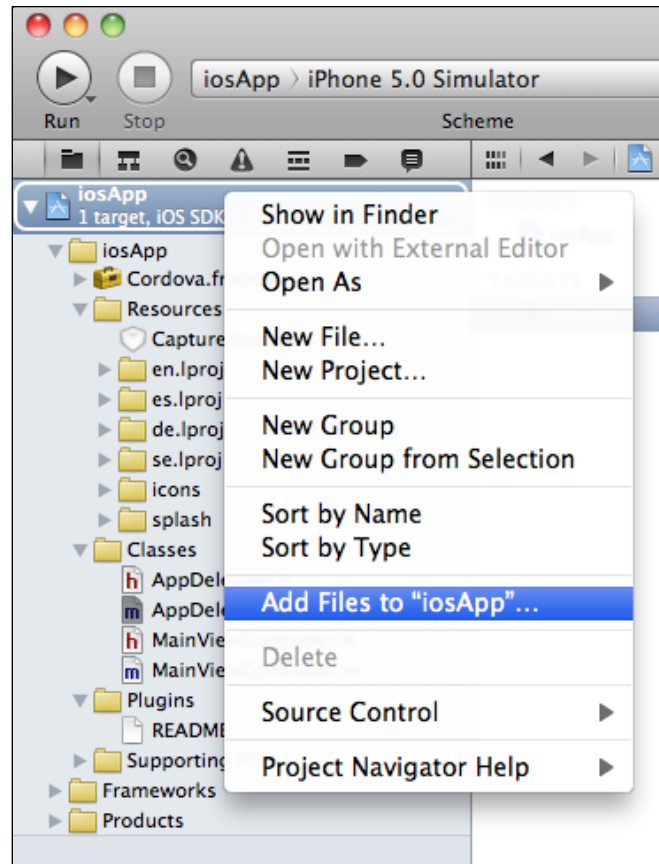 iosApp › iPhone 5.0 Simulator
Run Stop Scheme
iosApp
1 target, iOS SDK
Show in Finder
Open with External Editor
Open As
New File...
New Project...
New Group
New Group from Selection
Sort by Name
Sort by Type
Add Files to “iosApp”...
Delete
Source Control
Project Navigator Help
iosApp
Cordova.fr
Resources
Capture
en.lproj
es.lproj
de.lproj
se.lproj
icons
splash
Classes
h AppDel
m AppDel
h MainVie
m MainVie
Plugins
README
Supporting
Frameworks
Products